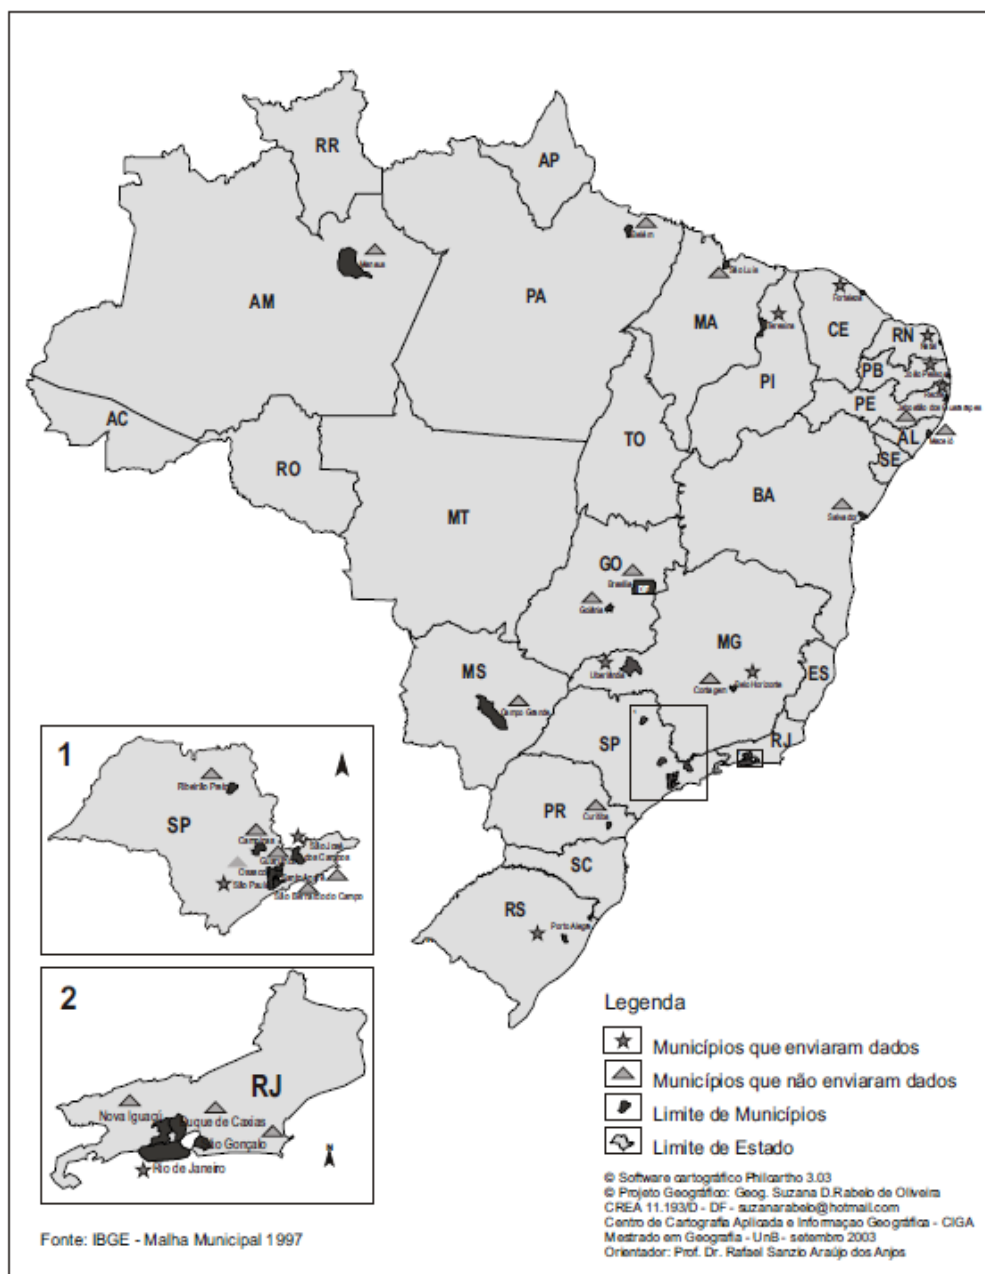 RR
AP
Belém
Manaus
São Luís
AM
PA
MA
Teresina
Fortaleza
CE
RN
Natal
PB
João Pessoa
PI
Recife
PE
Jaboatão dos Guararapes
AC
TO
AL
Maceió
SE
RO
BA
MT
Salvador
GO
Brasília
Goiânia
MG
Uberlândia
Belo Horizonte
Contagem
ES
MS
Campo Grande
SP
RJ
PR
Curitiba
SC
RS
Porto Alegre
1
Ribeirão Preto
SP
Campinas
São José
dos Campos
Osasco
Santo André
São Paulo
São Bernardo do Campo
2
RJ
Nova Iguaçú
Duque de Caxias
São Gonçalo
N
Rio de Janeiro
Legenda
Municípios que enviaram dados
Municípios que não enviaram dados
Limite de Municípios
Limite de Estado
© Software cartográfico Philcartho 3.03
© Projeto Geográfico: Geog. Suzana D.Rabelo de Oliveira
CREA 11.193/D - DF - suzanarabelo@hotmail.com
Centro de Cartografia Aplicada e Informaçao Geográfica - CIGA
Mestrado em Geografia - UnB - setembro 2003
Orientador: Prof. Dr. Rafael Sanzio Araújo dos Anjos
Fonte: IBGE - Malha Municipal 1997